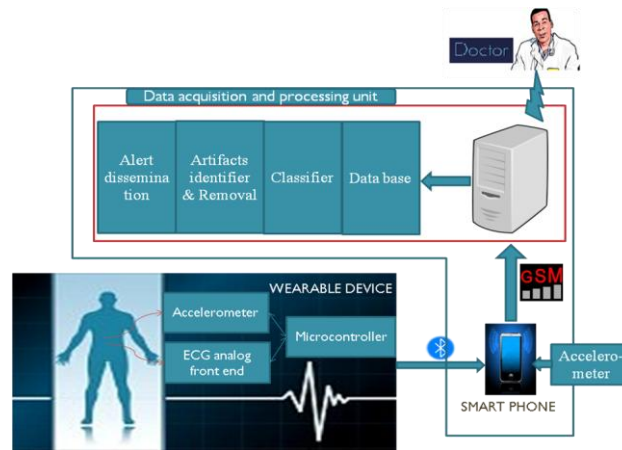 Doctor
Data acquisition and processing unit
Alert
dissemina
tion
Artifacts
identifier
& Removal
Classifier
Data base
GSM
WEARABLE DEVICE
Accelerometer
Microcontroller
ECG analog
front end
Accelero-
meter
SMART PHONE